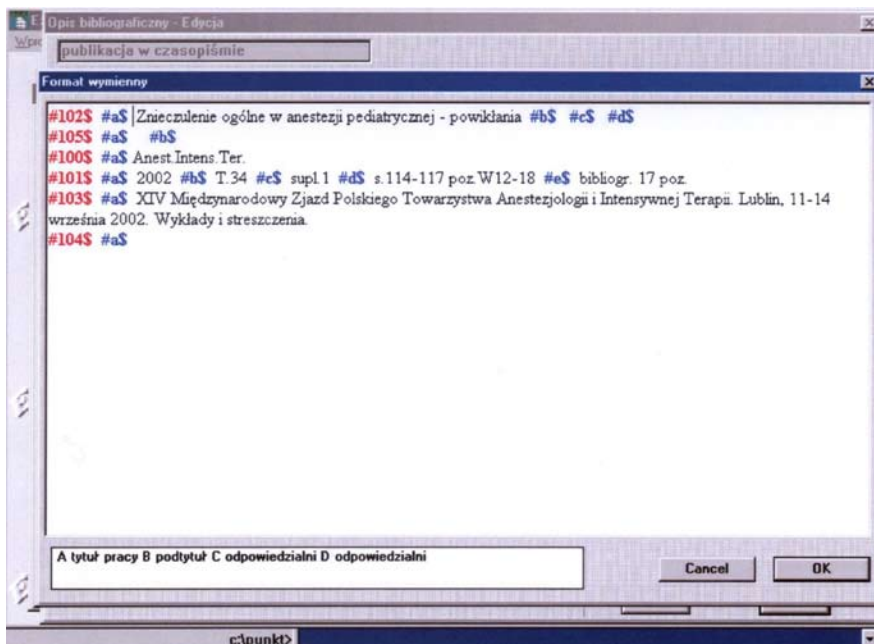 E
Opis bibliograficzny - Edycja
publikacja w czasopiśmie
Format wymienny
#102$ #a$ Znieczulenie ogólne w anestezji pediatrycznej - powikłania #b$ #c$ #d$
#105$ #a$ #b$
#100$ #a$ Anest.Intens.Ter.
#101$ #a$ 2002 #b$ T.34 #c$ supl.1 #d$ s.114-117 poz.W12-18 #e$ bibliogr. 17 poz.
#103$ #a$ XIV Międzynarodowy Zjazd Polskiego Towarzystwa Anestezjologii i Intensywnej Terapii. Lublin, 11-14
września 2002. Wykłady i streszczenia.
#104$ #a$
A tytuł pracy B podtytuł C odpowiedzialni D odpowiedzialni
Cancel
OK
c:\punkt>